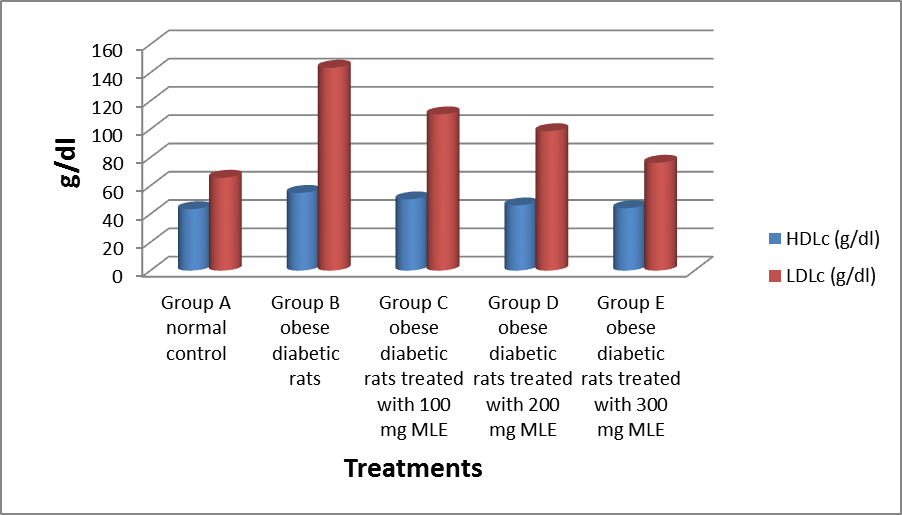 160
140
120
100
80
60
40
20
0
g/dl
HDLc (g/dl)
LDLc (g/dl)
Group A
normal
control
Group B
obese
diabetic
rats
Group C
obese
diabetic
rats treated
with 100
mg MLE
Group D
obese
diabetic
rats treated
with 200
mg MLE
Group E
obese
diabetic
rats treated
with 300
mg MLE
Treatments